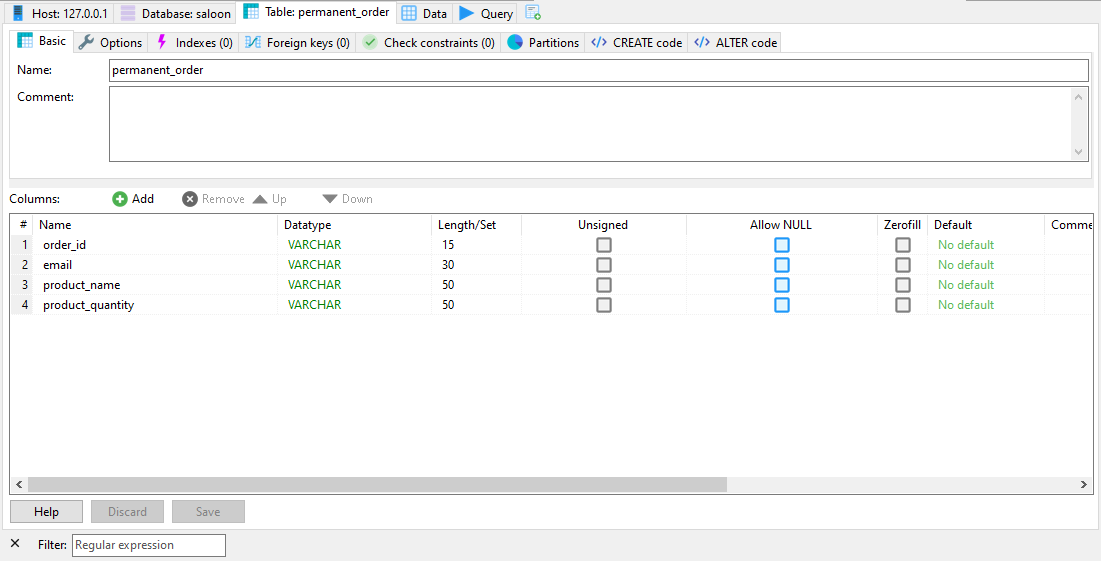 Host: 127.0.0.1 Database: saloon Table: permanent_order Data Query
Basic Options Indexes (0) Foreign keys (0) Check constraints (0) Partitions CREATE code ALTER code
Name: permanent_order
Comment:
Columns: Add Remove Up Down
# Name Datatype Length/Set Unsigned Allow NULL Zerofill Default Comme
1 order_id VARCHAR 15 No default
2 email VARCHAR 30 No default
3 product_name VARCHAR 50 No default
4 product_quantity VARCHAR 50 No default
Help Discard Save
Filter: Regular expression